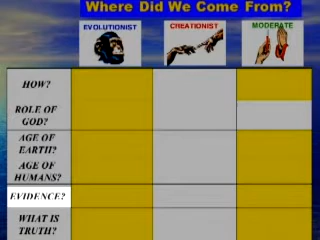 Where Did We Come From?
EVOLUTIONIST
CREATIONIST
MODERATE
HOW?
ROLE OF
GOD?
AGE OF
EARTH?
AGE OF
HUMANS?
EVIDENCE?
WHAT IS
TRUTH?